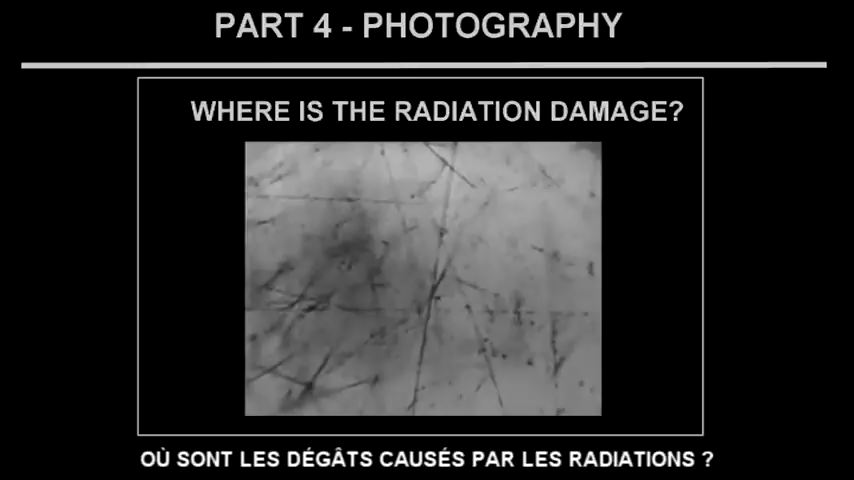 PART 4 - PHOTOGRAPHY
WHERE IS THE RADIATION DAMAGE?
OÙ SONT LES DÉGÂTS CAUSÉS PAR LES RADIATIONS ?